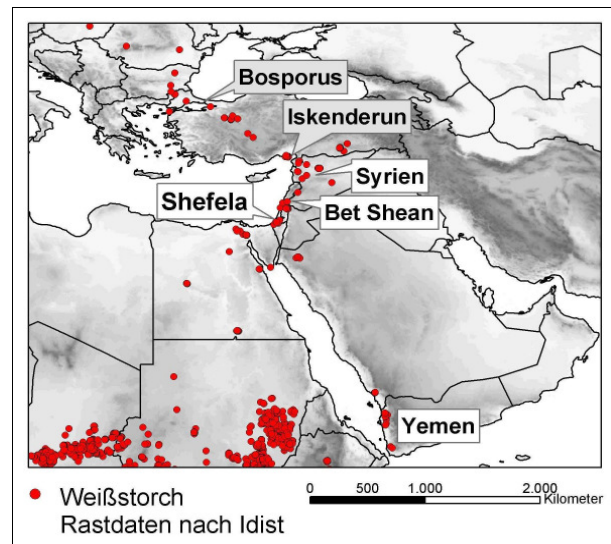 Bosporus
Iskenderun
Syrien
Shefela
Bet Shean
Yemen
Weißstorch
Rastdaten nach Idist
0 500 1.000 2.000
Kilometer